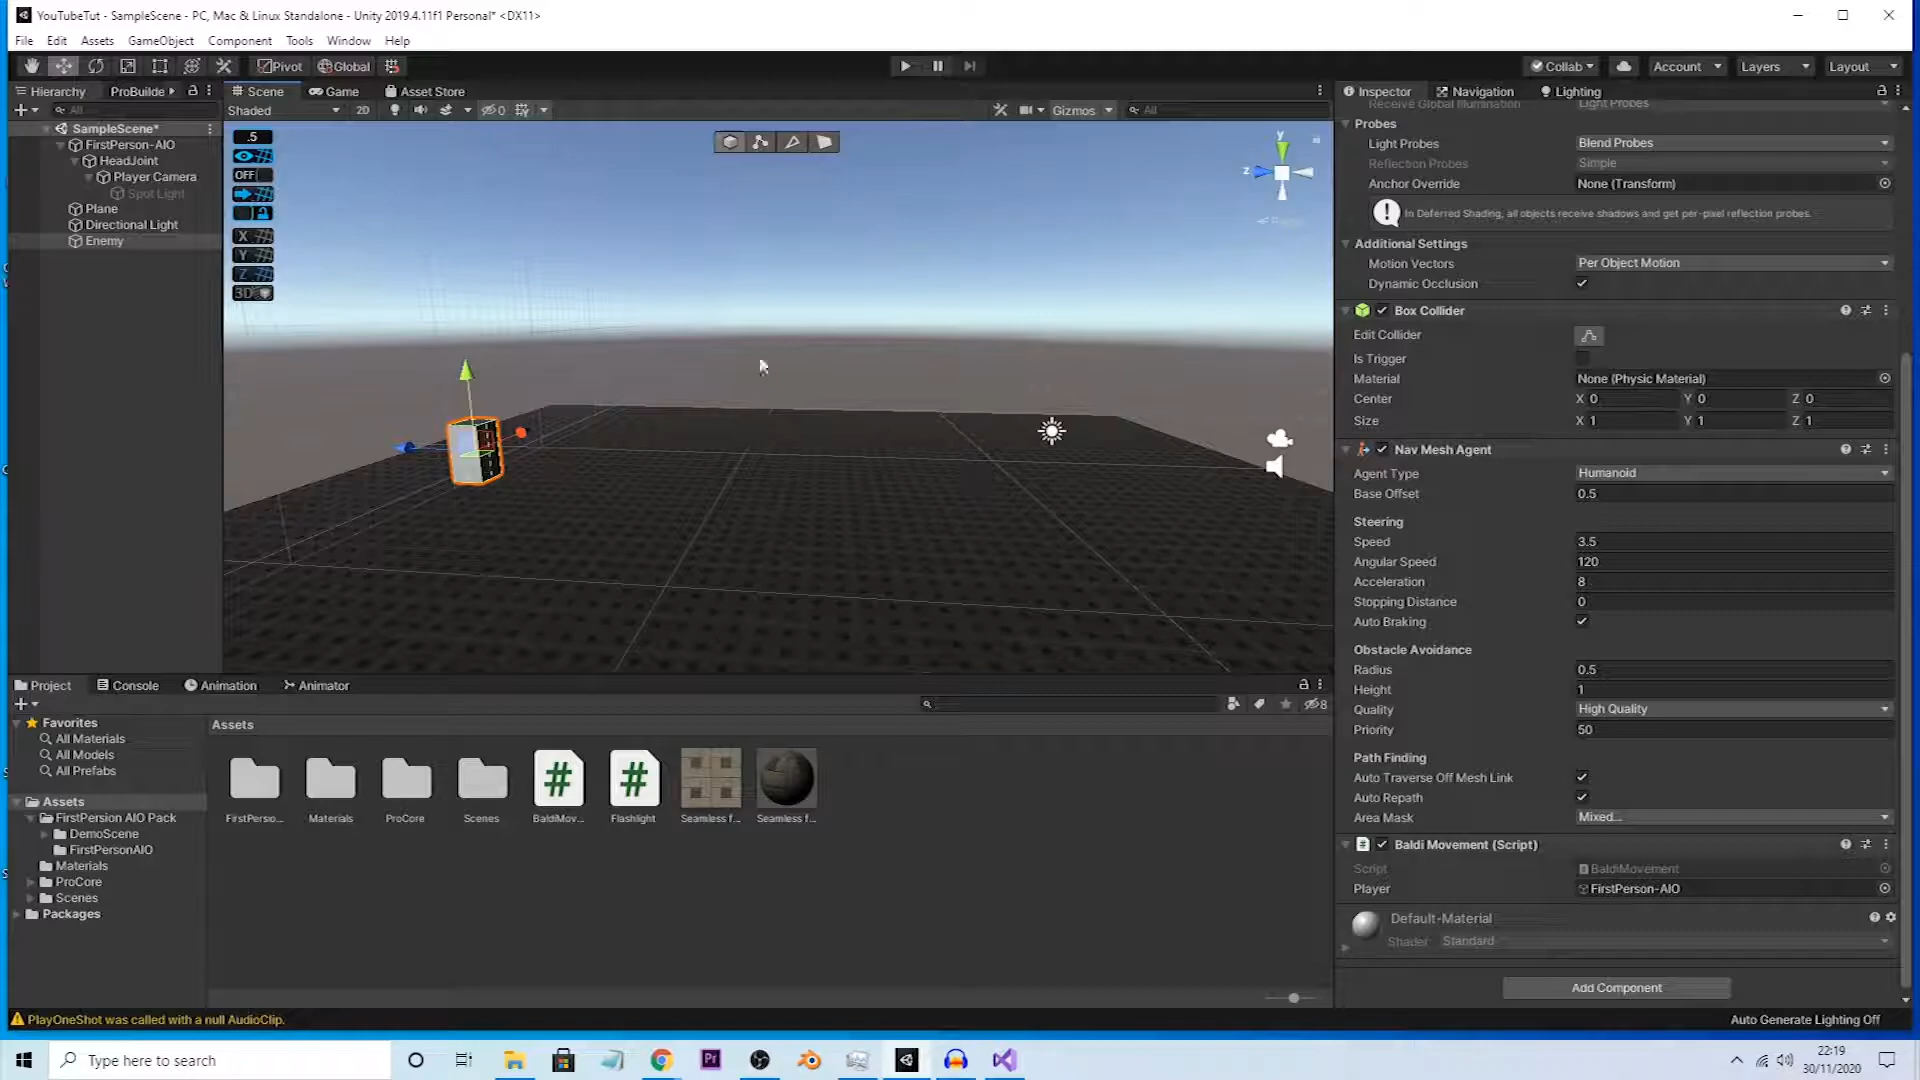 YouTubeTut - SampleScene - PC, Mac & Linux Standalone - Unity 2019.4.11f1 Personal* <DX11>
File Edit Assets GameObject Component Tools Window Help
Pivot Global Collab Account Layers Layout
Hierarchy ProBuilde Scene Game Asset Store Inspector Navigation Lighting
All Shaded 2D 0 Gizmos All
Receive Global Illumination Light Probes
SampleScene*
FirstPerson-AIO
HeadJoint
Player Camera
Spot Light
Plane
Directional Light
Enemy
.5
OFF
X
Y
Z
3D
y
z
Probes
Light Probes Blend Probes
Reflection Probes Simple
Anchor Override None (Transform)
In Deferred Shading, all objects receive shadows and get per-pixel reflection probes.
Additional Settings
Motion Vectors Per Object Motion
Dynamic Occlusion
Box Collider
Edit Collider
Is Trigger
Material None (Physic Material)
Center X 0 Y 0 Z 0
Size X 1 Y 1 Z 1
Nav Mesh Agent
Agent Type Humanoid
Base Offset 0.5
Steering
Speed 3.5
Angular Speed 120
Acceleration 8
Stopping Distance 0
Auto Braking
Obstacle Avoidance
Radius 0.5
Height 1
Quality High Quality
Priority 50
Path Finding
Auto Traverse Off Mesh Link
Auto Repath
Area Mask Mixed...
Baldi Movement (Script)
Script BaldiMovement
Player FirstPerson-AIO
Default-Material
Shader Standard
Add Component
Project Console Animation Animator
8
Favorites
All Materials
All Models
All Prefabs
Assets
FirstPersion AIO Pack
DemoScene
FirstPersonAIO
Materials
ProCore
Scenes
Packages
Assets
FirstPerso... Materials ProCore Scenes BaldiMov... Flashlight Seamless f... Seamless f...
PlayOneShot was called with a null AudioClip.
Auto Generate Lighting Off
Type here to search
22:19
30/11/2020